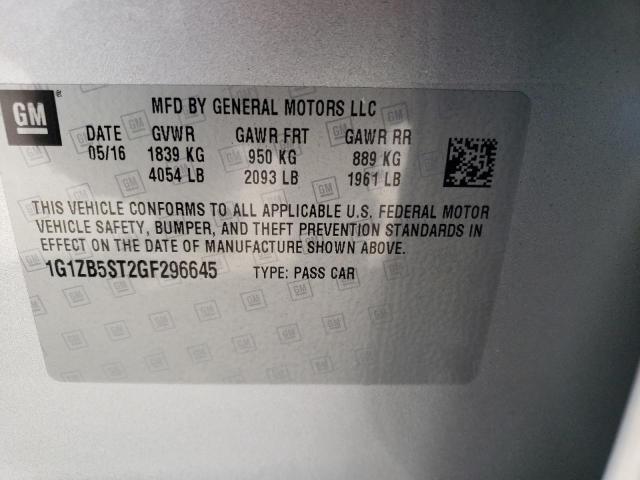 GM
MFD BY GENERAL MOTORS LLC
DATE GVWR GAWR FRT GAWR RR
05/16 1839 KG 950 KG 889 KG
4054 LB 2093 LB 1961 LB
THIS VEHICLE CONFORMS TO ALL APPLICABLE U.S. FEDERAL MOTOR
VEHICLE SAFETY, BUMPER, AND THEFT PREVENTION STANDARDS IN
EFFECT ON THE DATE OF MANUFACTURE SHOWN ABOVE.
1G1ZB5ST2GF296645 TYPE: PASS CAR